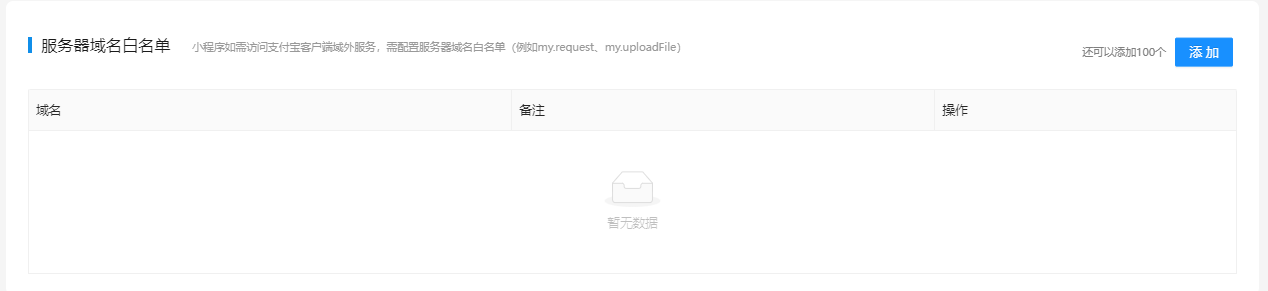 服务器域名白名单 小程序如需访问支付宝客户端域外服务，需配置服务器域名白名单（例如my.request、my.uploadFile） 还可以添加100个 添 加
域名 备注 操作
暂无数据